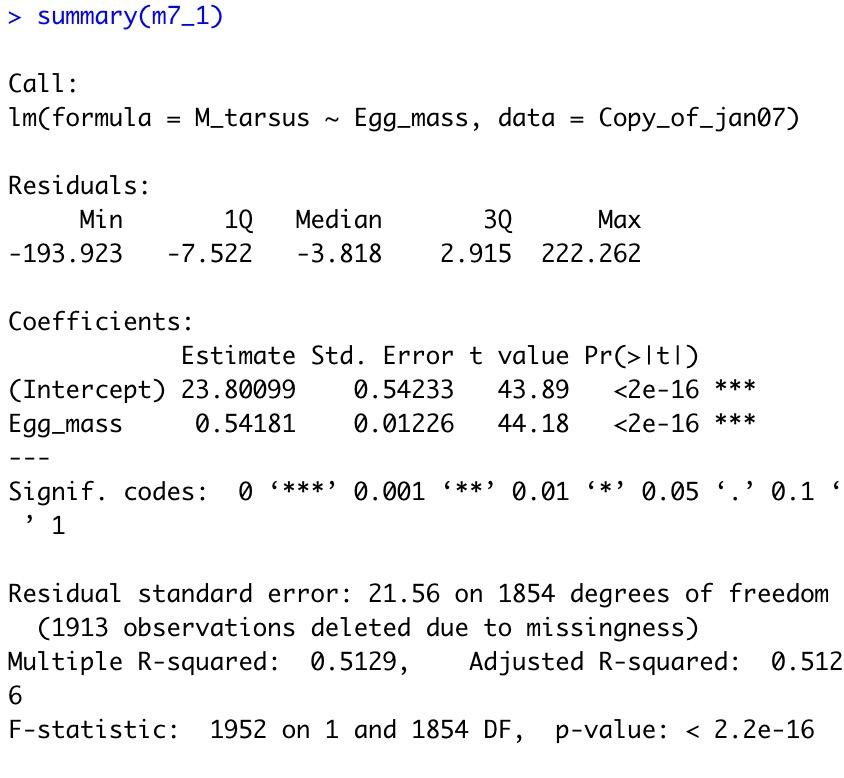 > summary(m7_1)
Call:
lm(formula = M_tarsus ~ Egg_mass, data = Copy_of_jan07)
Residuals:
     Min       1Q   Median       3Q      Max
-193.923   -7.522   -3.818    2.915  222.262
Coefficients:
            Estimate Std. Error t value Pr(>|t|)
(Intercept) 23.80099    0.54233   43.89   <2e-16 ***
Egg_mass     0.54181    0.01226   44.18   <2e-16 ***
---
Signif. codes:  0 ‘***’ 0.001 ‘**’ 0.01 ‘*’ 0.05 ‘.’ 0.1 ‘
 ’ 1
Residual standard error: 21.56 on 1854 degrees of freedom
  (1913 observations deleted due to missingness)
Multiple R-squared:  0.5129,    Adjusted R-squared:  0.512
6
F-statistic:  1952 on 1 and 1854 DF,  p-value: < 2.2e-16